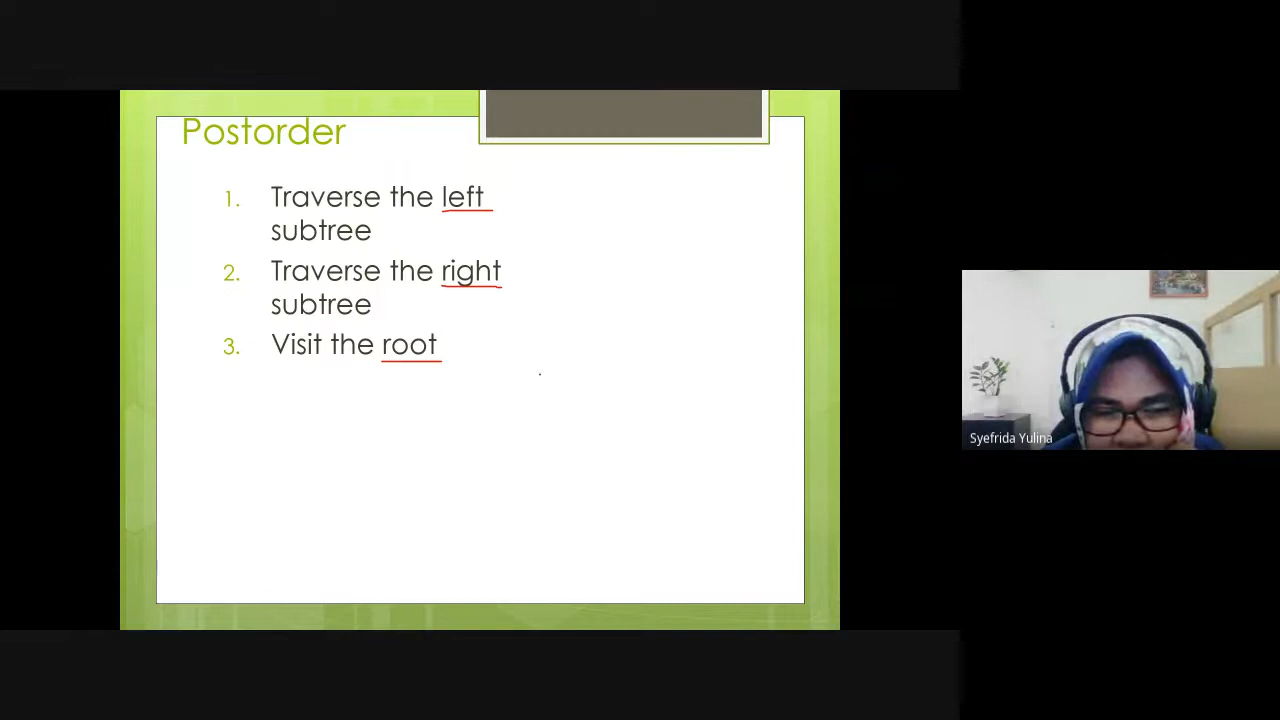 Postorder
1. Traverse the left
subtree
2. Traverse the right
subtree
3. Visit the root
Syefrida Yulina